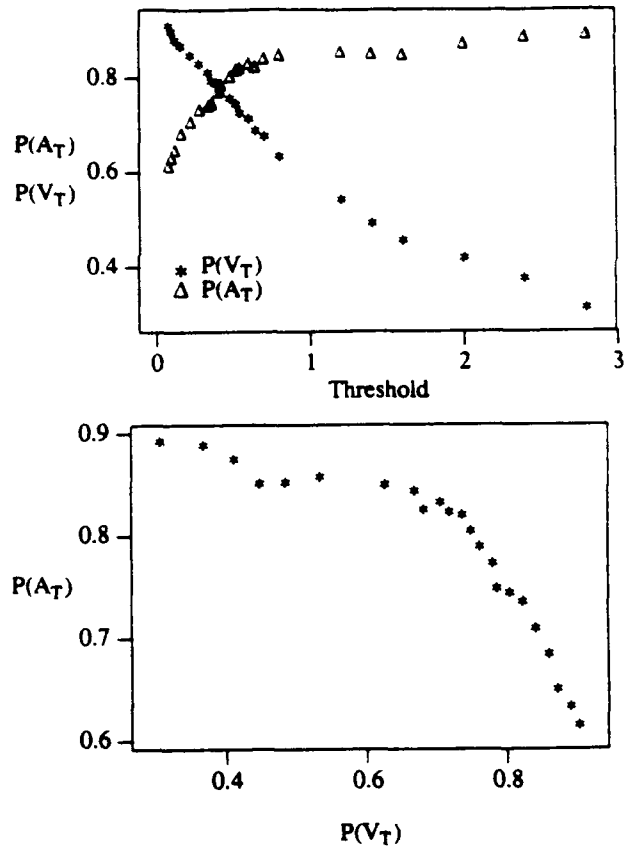 0.8
P(A_T)
0.6
P(V_T)
0.4
* P(V_T)
Δ P(A_T)
0 1 2 3
Threshold
0.9
0.8
P(A_T)
0.7
0.6
0.4 0.6 0.8
P(V_T)